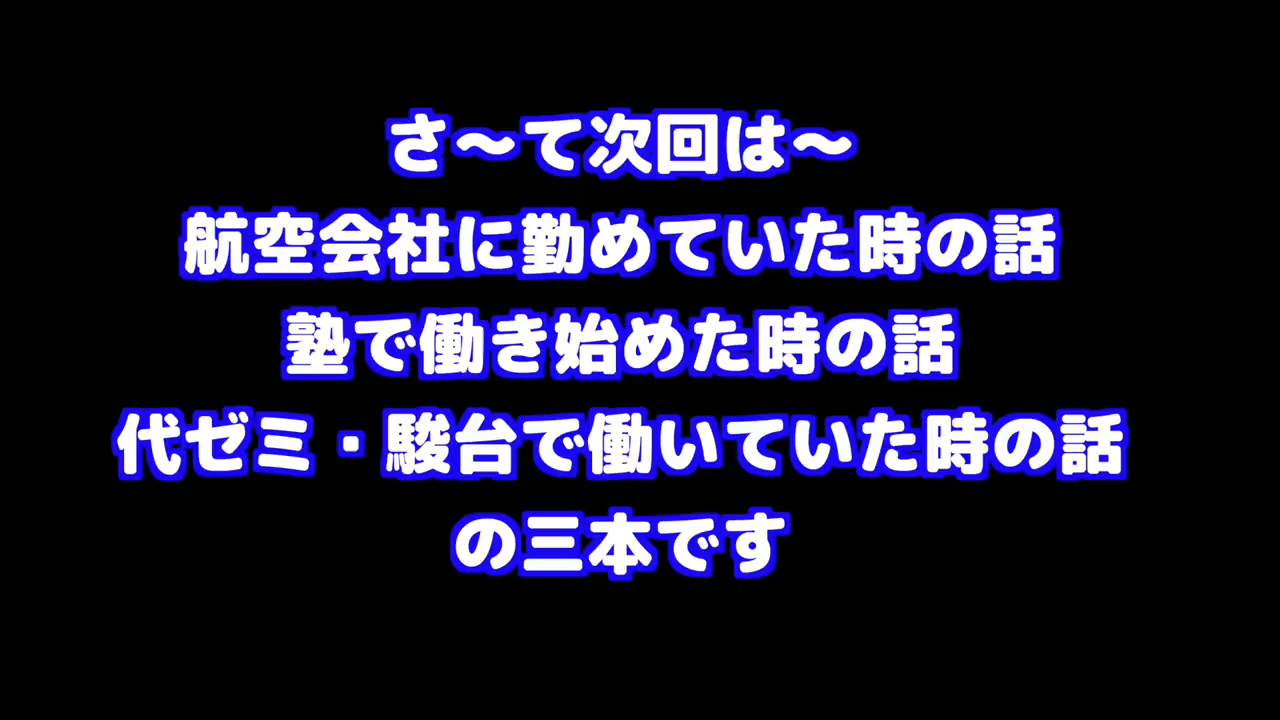 さ〜て次回は〜
航空会社に勤めていた時の話
塾で働き始めた時の話
代ゼミ・駿台で働いていた時の話
の三本です